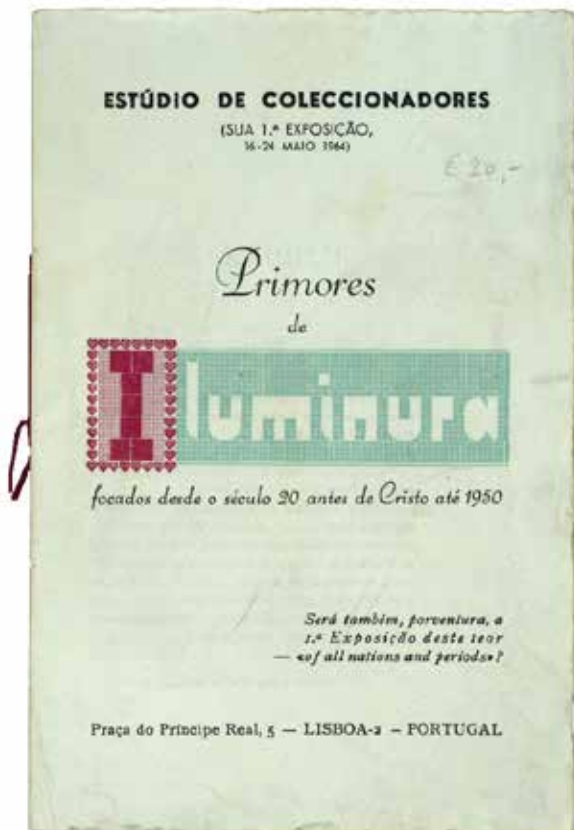 ESTÚDIO DE COLECCIONADORES
(SUA 1.ª EXPOSIÇÃO,
16-24 MAIO 1964)
€ 20,-
Primores
de
Iluminura
focados desde o século 20 antes de Cristo até 1950
Será também, porventura, a
1.ª Exposição deste teor
— «of all nations and periods»?
Praça do Príncipe Real, 5 — LISBOA-2 — PORTUGAL